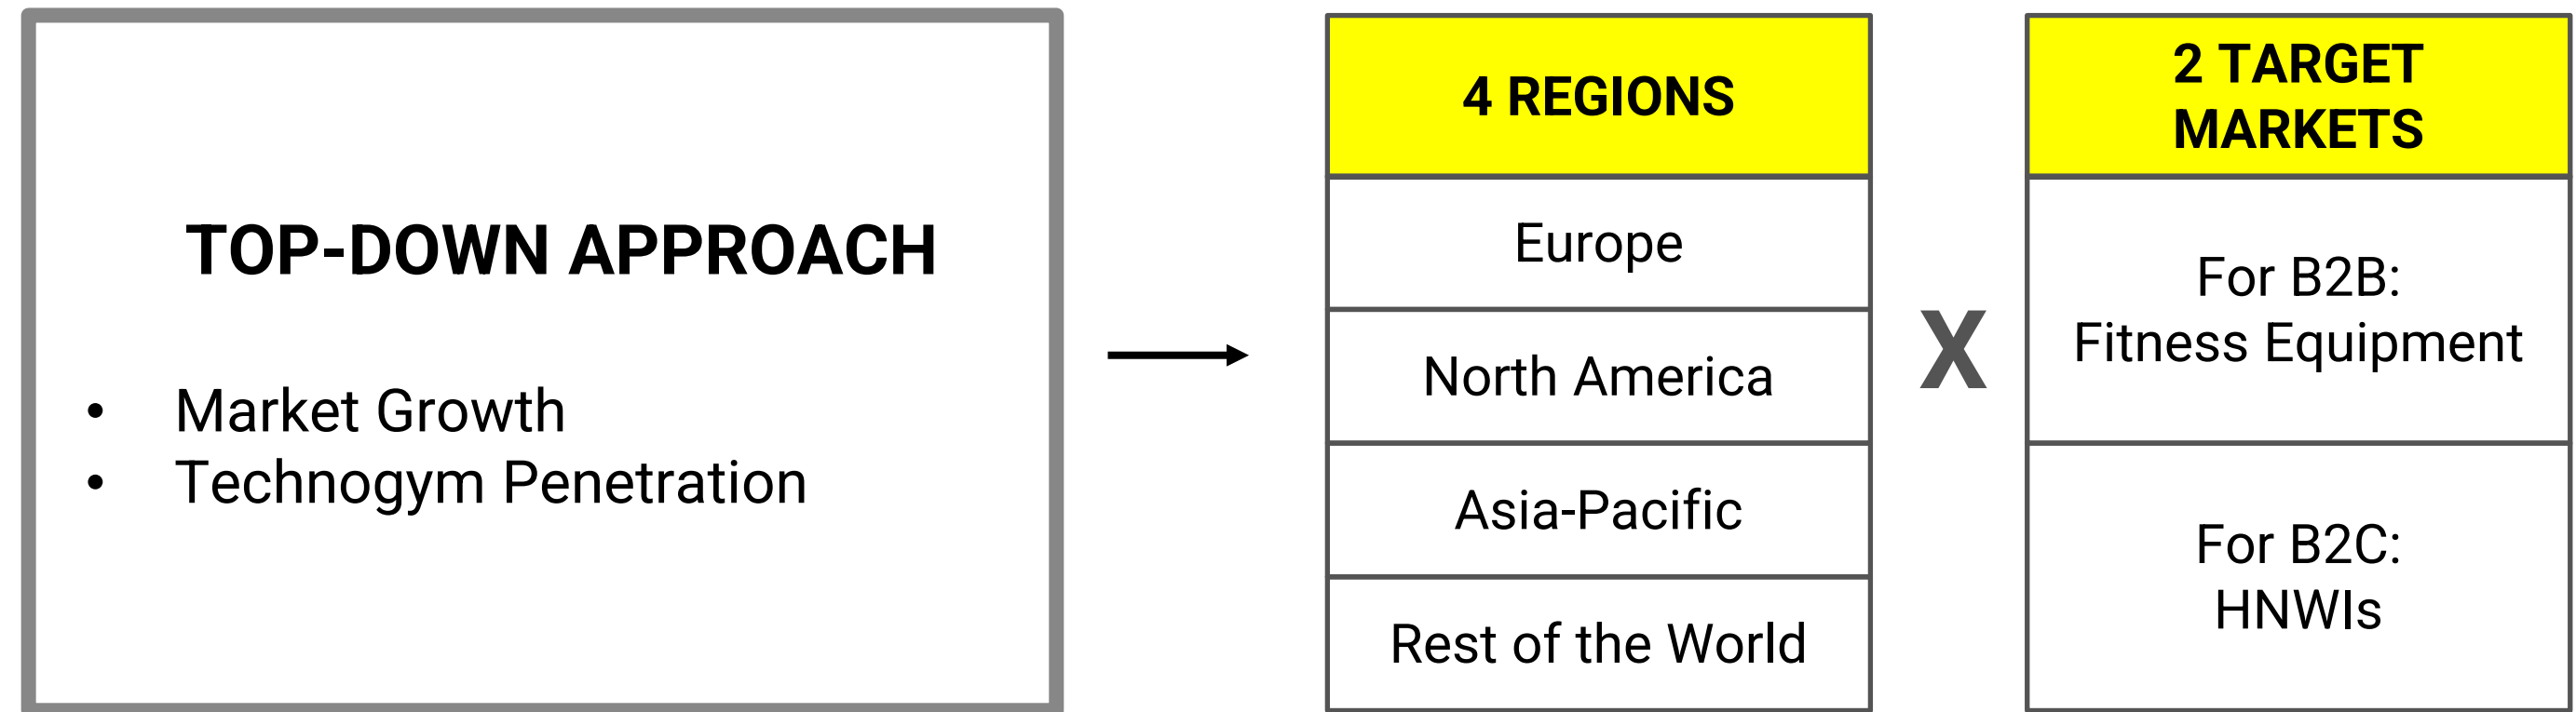 TOP-DOWN APPROACH
• Market Growth
• Technogym Penetration
4 REGIONS
Europe
North America
Asia-Pacific
Rest of the World
X
2 TARGET
MARKETS
For B2B:
Fitness Equipment
For B2C:
HNWIs